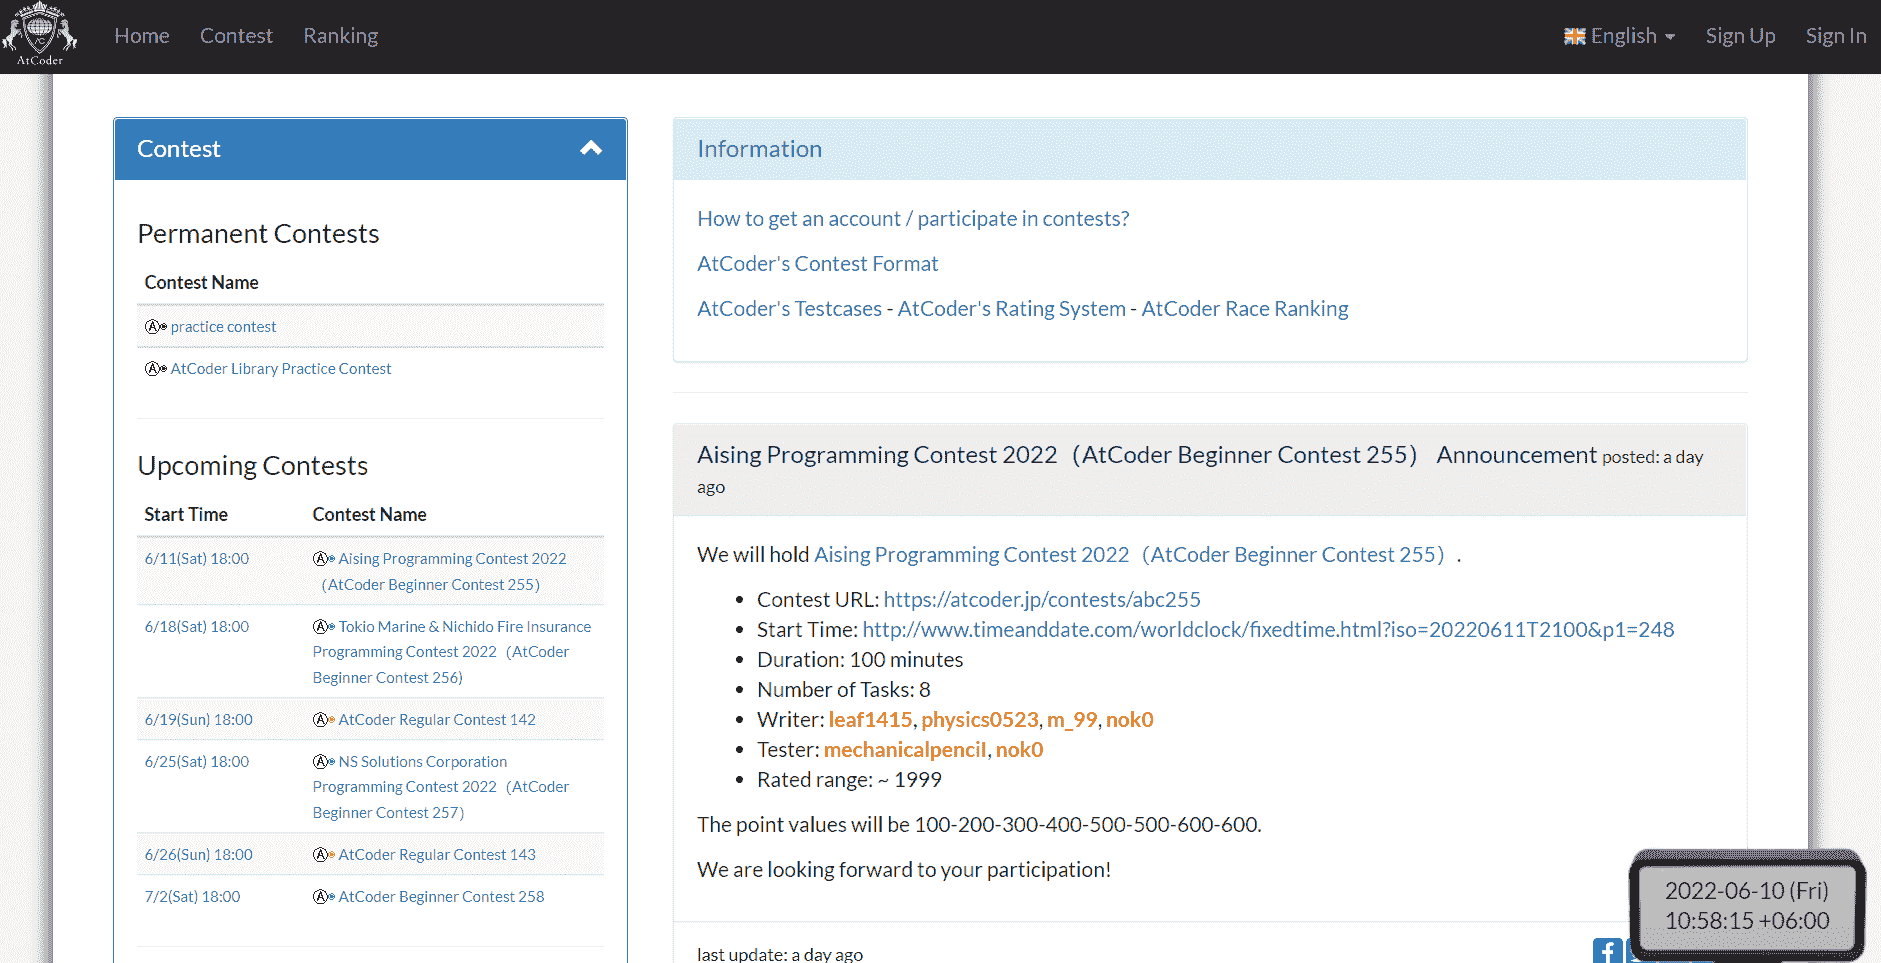 AtCoder
Home
Contest
Ranking
English
Sign Up
Sign In
Contest
Permanent Contests
Contest Name
practice contest
AtCoder Library Practice Contest
Upcoming Contests
Start Time Contest Name
6/11(Sat) 18:00 Aising Programming Contest 2022
（AtCoder Beginner Contest 255）
6/18(Sat) 18:00 Tokio Marine & Nichido Fire Insurance
Programming Contest 2022（AtCoder
Beginner Contest 256)
6/19(Sun) 18:00 AtCoder Regular Contest 142
6/25(Sat) 18:00 NS Solutions Corporation
Programming Contest 2022（AtCoder
Beginner Contest 257）
6/26(Sun) 18:00 AtCoder Regular Contest 143
7/2(Sat) 18:00 AtCoder Beginner Contest 258
Information
How to get an account / participate in contests?
AtCoder's Contest Format
AtCoder's Testcases - AtCoder's Rating System - AtCoder Race Ranking
Aising Programming Contest 2022（AtCoder Beginner Contest 255） Announcement posted: a day
ago
We will hold Aising Programming Contest 2022（AtCoder Beginner Contest 255）.
• Contest URL: https://atcoder.jp/contests/abc255
• Start Time: http://www.timeanddate.com/worldclock/fixedtime.html?iso=20220611T2100&p1=248
• Duration: 100 minutes
• Number of Tasks: 8
• Writer: leaf1415, physics0523, m_99, nok0
• Tester: mechanicalpencil, nok0
• Rated range: ~ 1999
The point values will be 100-200-300-400-500-500-600-600.
We are looking forward to your participation!
last update: a day ago
2022-06-10 (Fri)
10:58:15 +06:00